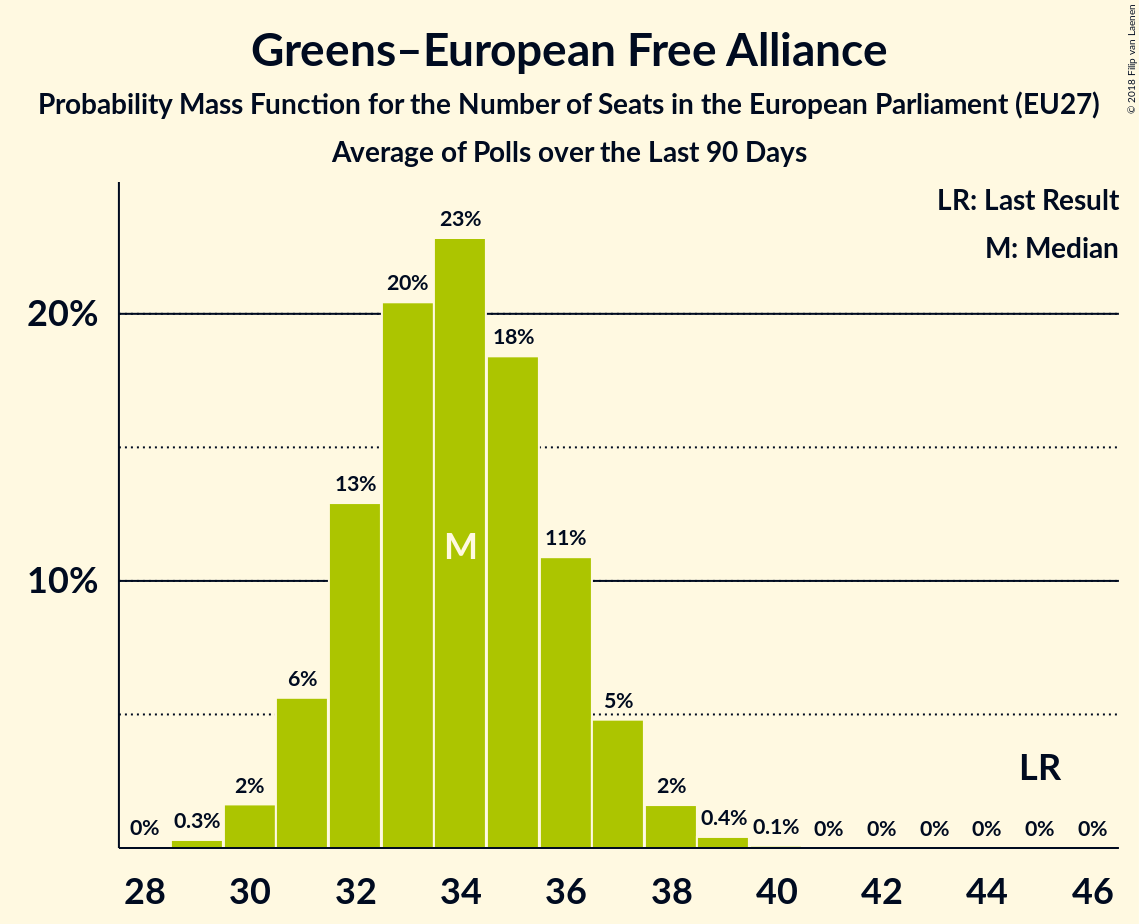 Greens–European Free Alliance
Probability Mass Function for the Number of Seats in the European Parliament (EU27)
Average of Polls over the Last 90 Days
© 2018 Filip van Laenen
LR: Last Result
M: Median
20%
10%
0%
0.3%
2%
6%
13%
20%
23%
18%
11%
5%
2%
0.4%
0.1%
0%
0%
0%
0%
0%
0%
M
LR
28 30 32 34 36 38 40 42 44 46